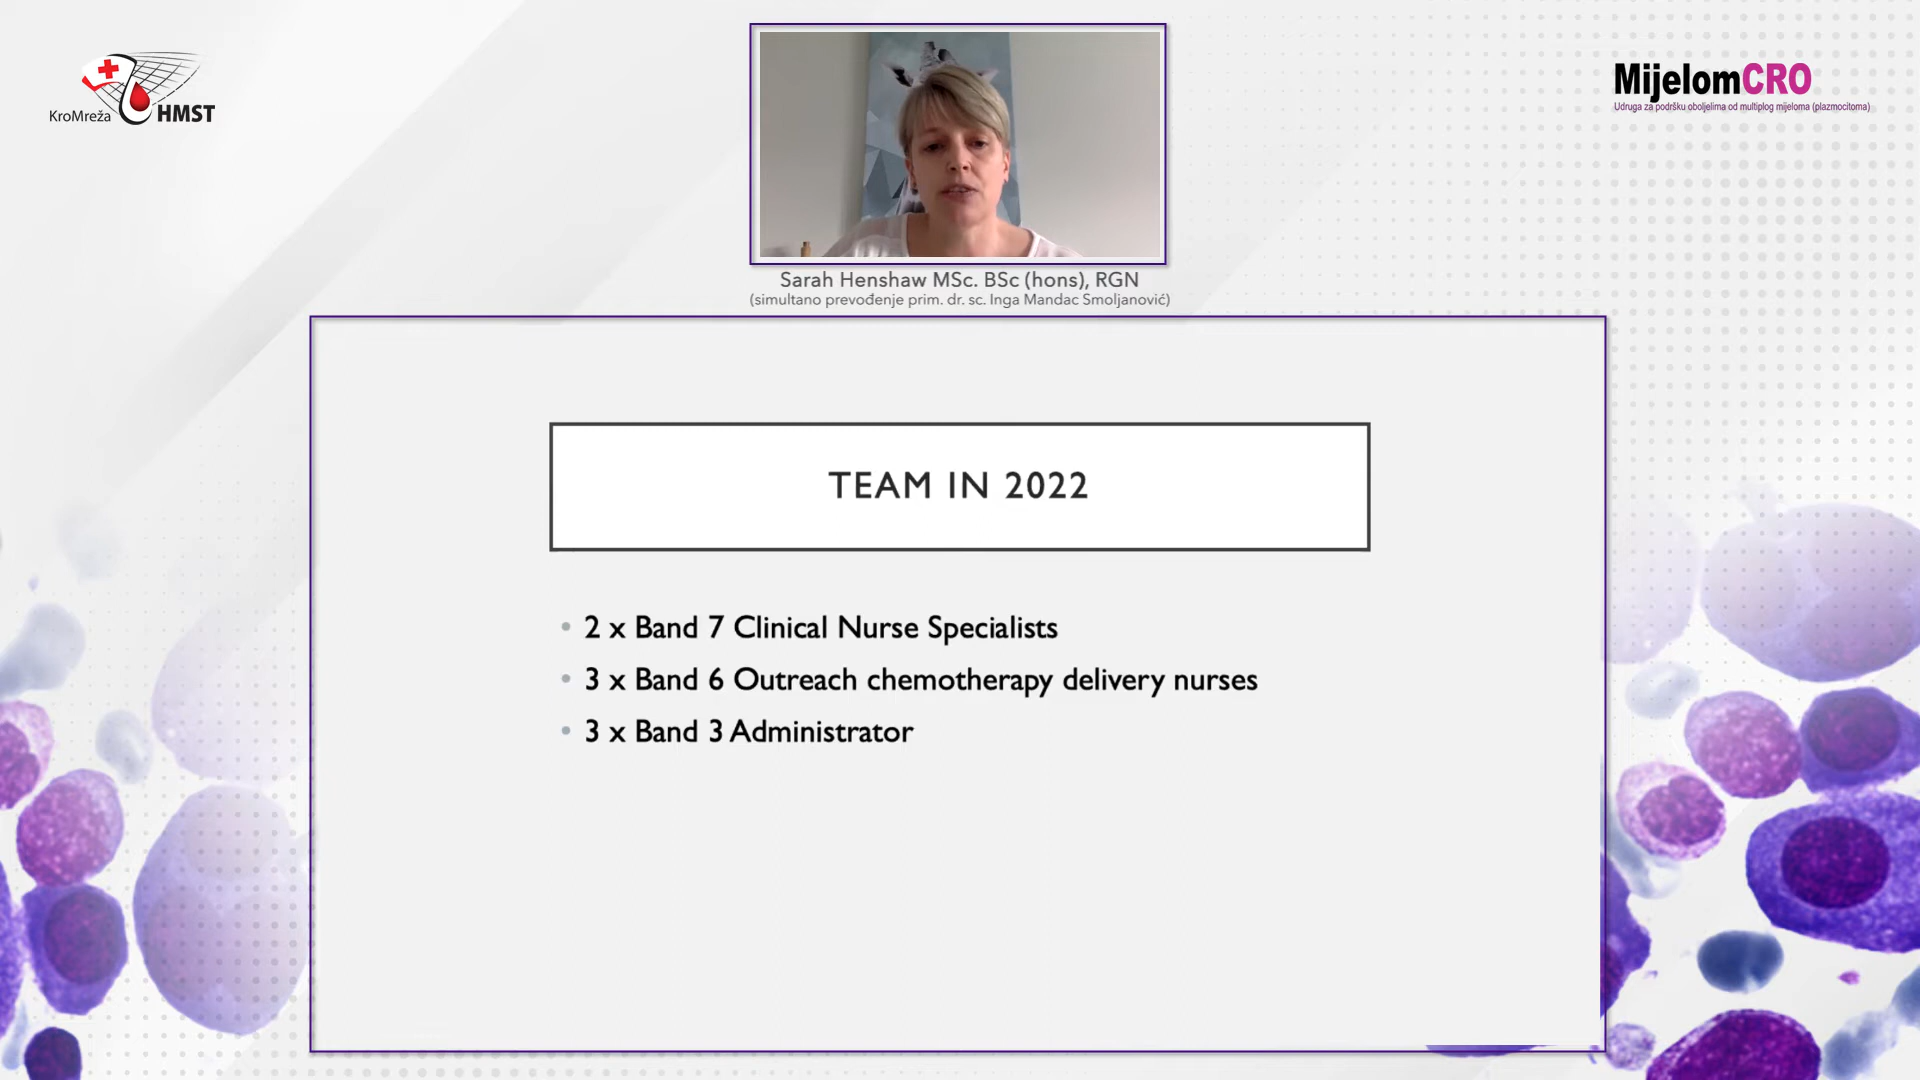 KroMreža HMST
MijelomCRO
Udruga za podršku oboljelima od multiplog mijeloma (plazmocitoma)
Sarah Henshaw MSc. BSc (hons), RGN
(simultano prevođenje prim. dr. sc. Inga Mandac Smoljanović)
TEAM IN 2022
• 2 x Band 7 Clinical Nurse Specialists
• 3 x Band 6 Outreach chemotherapy delivery nurses
• 3 x Band 3 Administrator